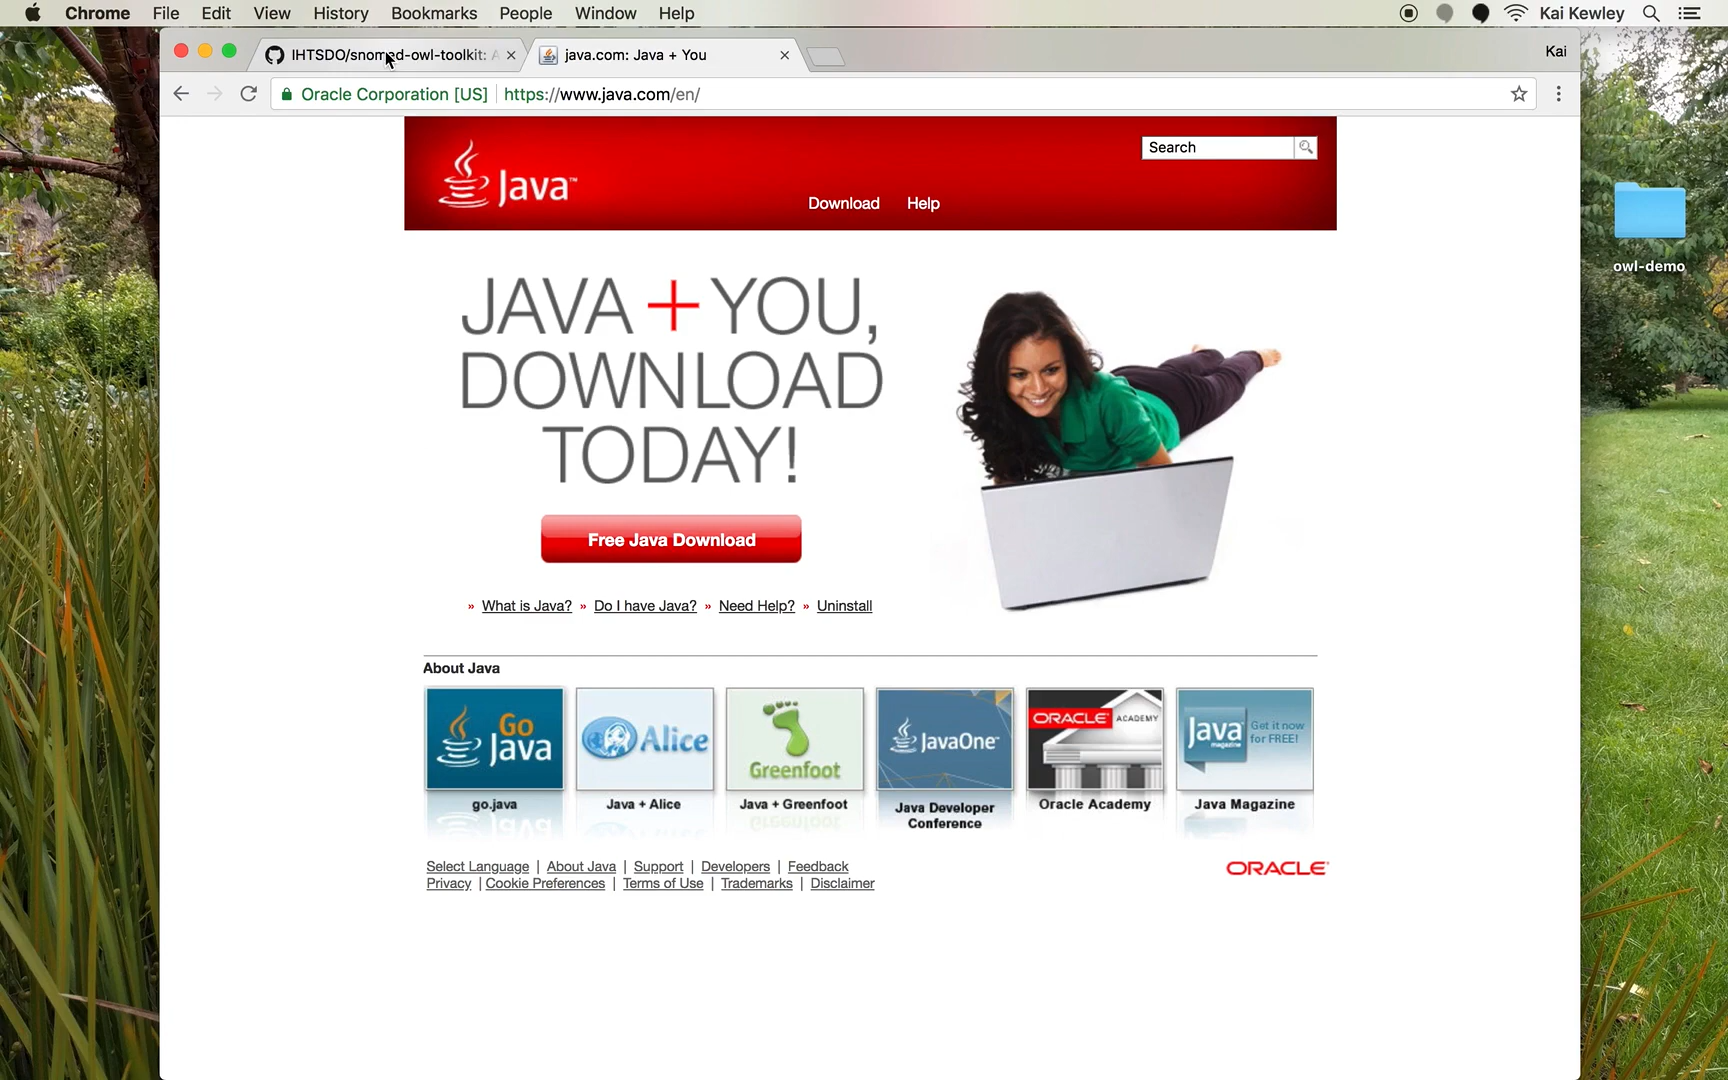 Chrome File Edit View History Bookmarks People Window Help Kai Kewley
IHTSDO/snomed-owl-toolkit: A java.com: Java + You Kai
Oracle Corporation [US] https://www.java.com/en/
Search
Java™
Download Help
owl-demo
JAVA + YOU,
DOWNLOAD
TODAY!
Free Java Download
» What is Java? » Do I have Java? » Need Help? » Uninstall
About Java
Go
Java
Alice
Greenfoot
JavaOne™
ORACLE ACADEMY
Java magazine
Get it now
for FREE!
go.java
Java + Alice
Java + Greenfoot
Java Developer
Conference
Oracle Academy
Java Magazine
Select Language | About Java | Support | Developers | Feedback
Privacy | Cookie Preferences | Terms of Use | Trademarks | Disclaimer
ORACLE